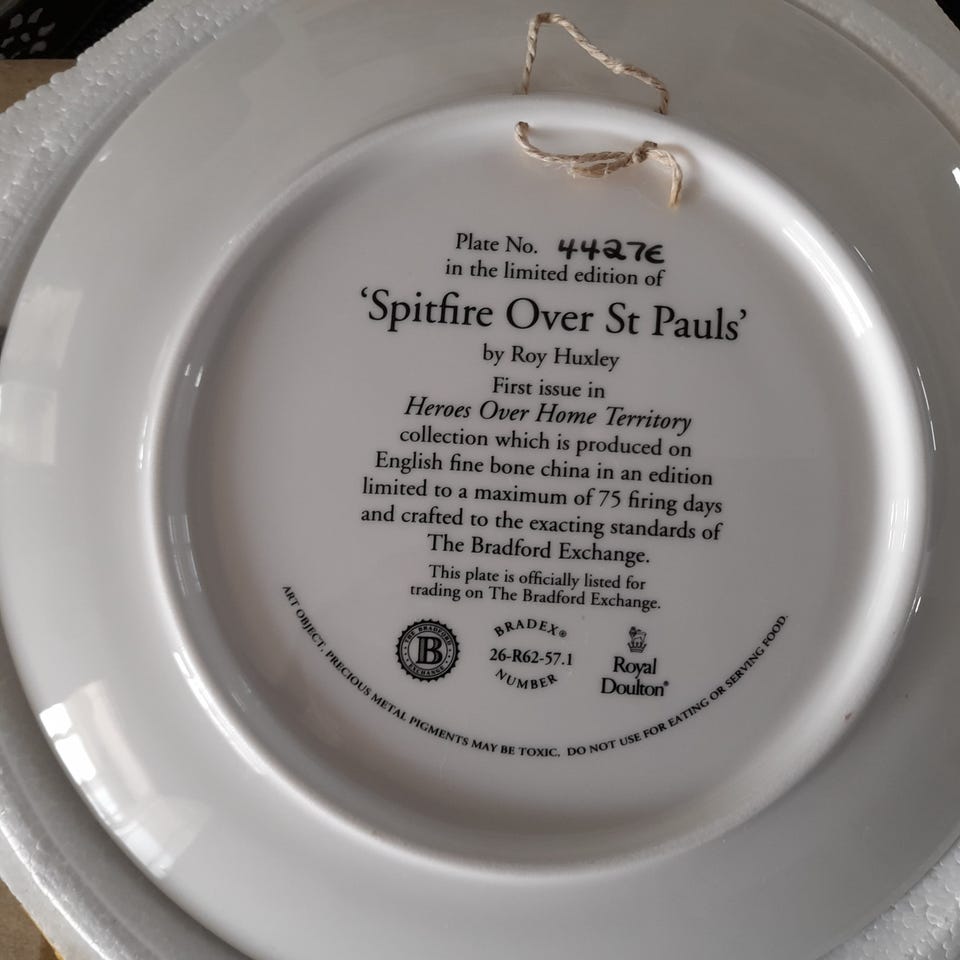 Plate No. 4427E
in the limited edition of
‘Spitfire Over St Pauls’
by Roy Huxley
First issue in
Heroes Over Home Territory
collection which is produced on
English fine bone china in an edition
limited to a maximum of 75 firing days
and crafted to the exacting standards of
The Bradford Exchange.
This plate is officially listed for
trading on The Bradford Exchange.
THE BRADFORD
B
EXCHANGE
BRADEX®
26-R62-57.1
NUMBER
Royal
Doulton®
ART OBJECT. PRECIOUS METAL PIGMENTS MAY BE TOXIC. DO NOT USE FOR EATING OR SERVING FOOD.